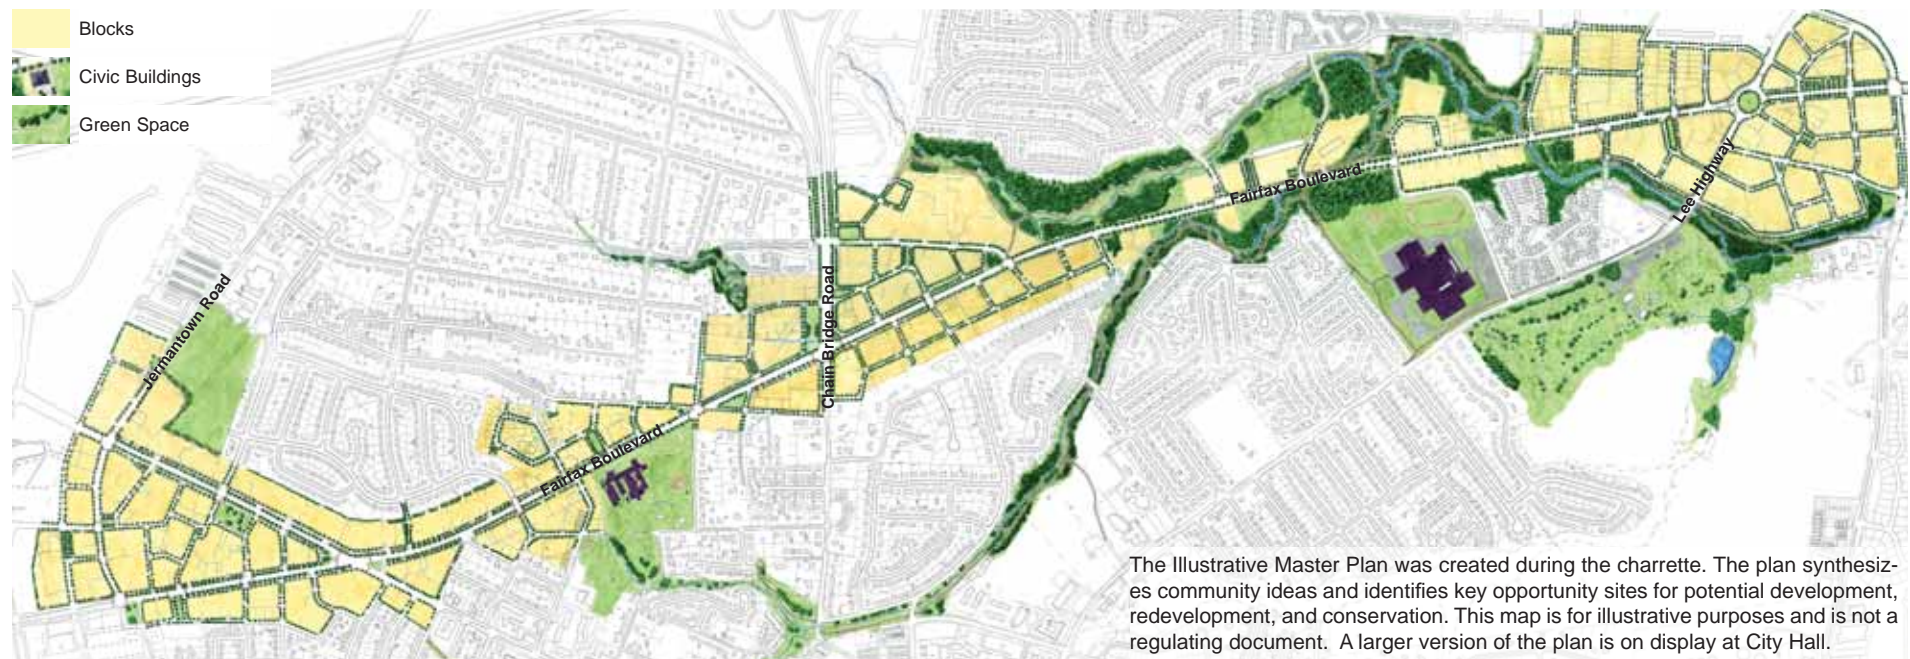 Blocks
Civic Buildings
Green Space
Fairfax Boulevard
Lee Highway
Jermantown Road
Chain Bridge Road
Fairfax Boulevard
The Illustrative Master Plan was created during the charrette. The plan synthesiz-
es community ideas and identifies key opportunity sites for potential development,
redevelopment, and conservation. This map is for illustrative purposes and is not a
regulating document.  A larger version of the plan is on display at City Hall.